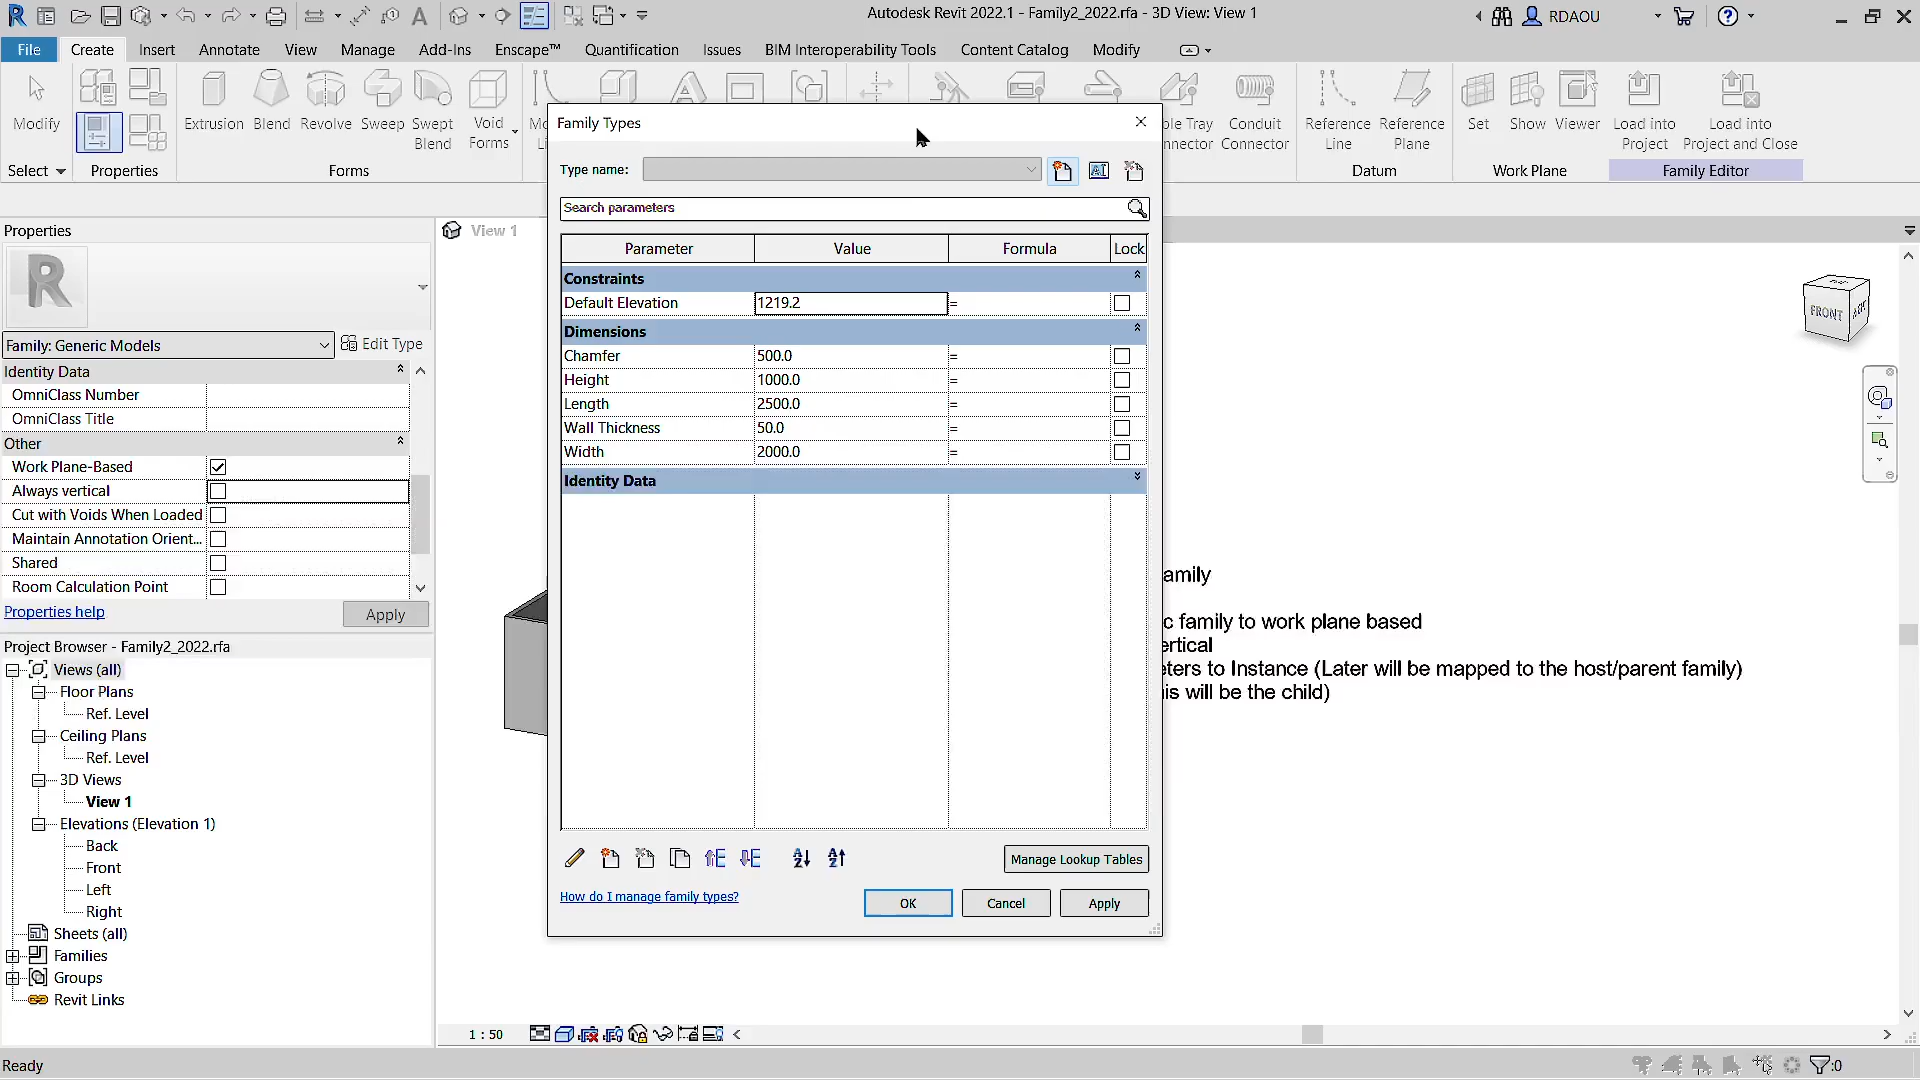 Autodesk Revit 2022.1 - Family2_2022.rfa - 3D View: View 1
RDAOU
File Create Insert Annotate View Manage Add-Ins Enscape™ Quantification Issues BIM Interoperability Tools Content Catalog Modify
Modify
Extrusion Blend Revolve Sweep Swept Blend Void Forms
Conduit Connector Reference Line Reference Plane Set Show Viewer Load into Project Load into Project and Close
Select Properties Forms Datum Work Plane Family Editor
Properties
View 1
R
Family: Generic Models
Edit Type
Identity Data
OmniClass Number
OmniClass Title
Other
Work Plane-Based
Always vertical
Cut with Voids When Loaded
Maintain Annotation Orient...
Shared
Room Calculation Point
Properties help
Apply
Project Browser - Family2_2022.rfa
Views (all)
Floor Plans
Ref. Level
Ceiling Plans
Ref. Level
3D Views
View 1
Elevations (Elevation 1)
Back
Front
Left
Right
Sheets (all)
Families
Groups
Revit Links
Family Types
Type name:
Search parameters
Parameter Value Formula Lock
Constraints
Default Elevation 1219.2 =
Dimensions
Chamfer 500.0 =
Height 1000.0 =
Length 2500.0 =
Wall Thickness 50.0 =
Width 2000.0 =
Identity Data
Manage Lookup Tables
How do I manage family types?
OK Cancel Apply
FRONT
amily
c family to work plane based
ertical
eters to Instance (Later will be mapped to the host/parent family)
is will be the child)
1 : 50
Ready
:0